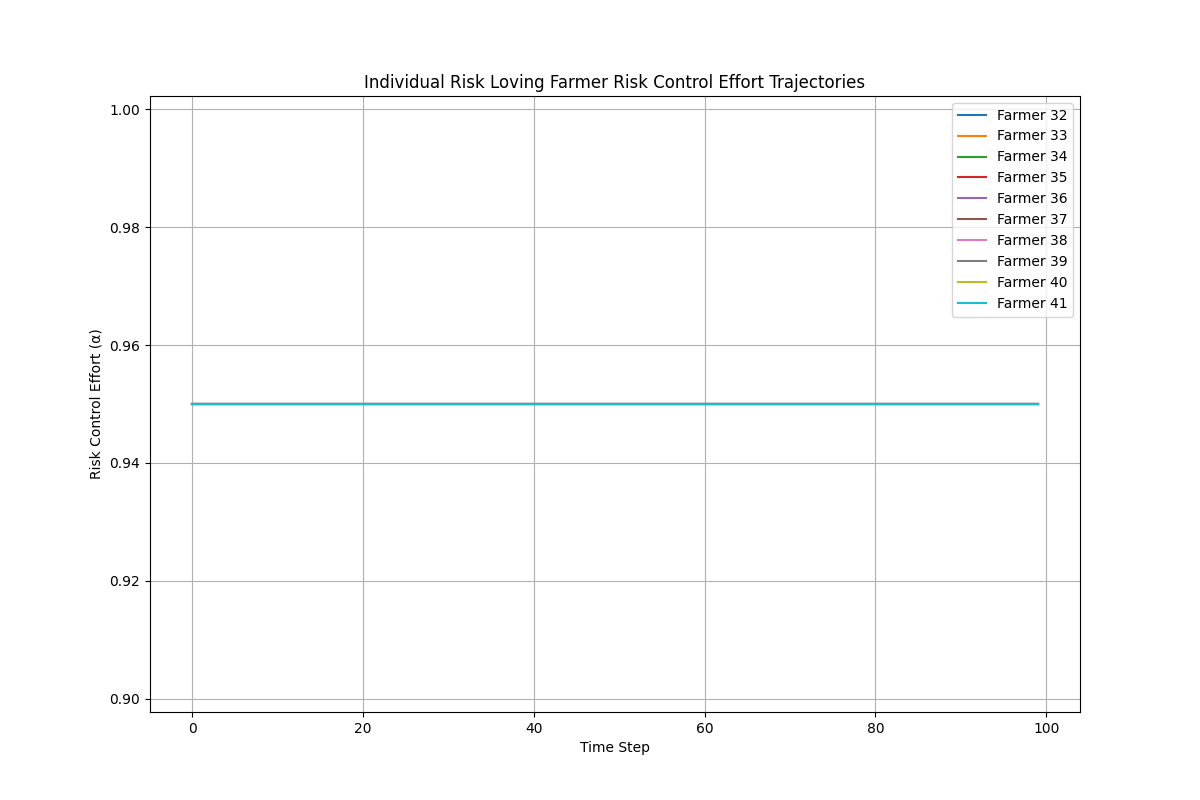 Individual Risk Loving Farmer Risk Control Effort Trajectories
1.00
0.98
0.96
0.94
0.92
0.90
Risk Control Effort (α)
Farmer 32
Farmer 33
Farmer 34
Farmer 35
Farmer 36
Farmer 37
Farmer 38
Farmer 39
Farmer 40
Farmer 41
0 20 40 60 80 100
Time Step